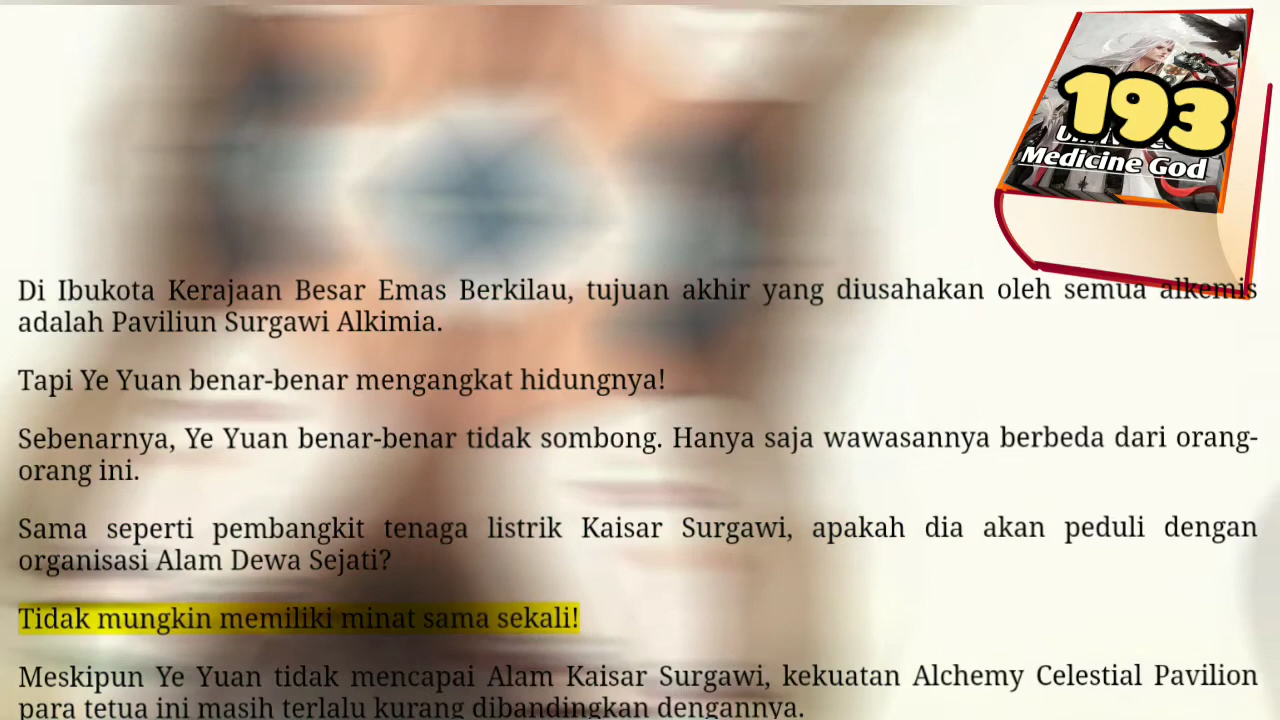 193
Medicine God
Di Ibukota Kerajaan Besar Emas Berkilau, tujuan akhir yang diusahakan oleh semua alkemis
adalah Paviliun Surgawi Alkimia.
Tapi Ye Yuan benar-benar mengangkat hidungnya!
Sebenarnya, Ye Yuan benar-benar tidak sombong. Hanya saja wawasannya berbeda dari orang-
orang ini.
Sama seperti pembangkit tenaga listrik Kaisar Surgawi, apakah dia akan peduli dengan
organisasi Alam Dewa Sejati?
Tidak mungkin memiliki minat sama sekali!
Meskipun Ye Yuan tidak mencapai Alam Kaisar Surgawi, kekuatan Alchemy Celestial Pavilion
para tetua ini masih terlalu kurang dibandingkan dengannya.